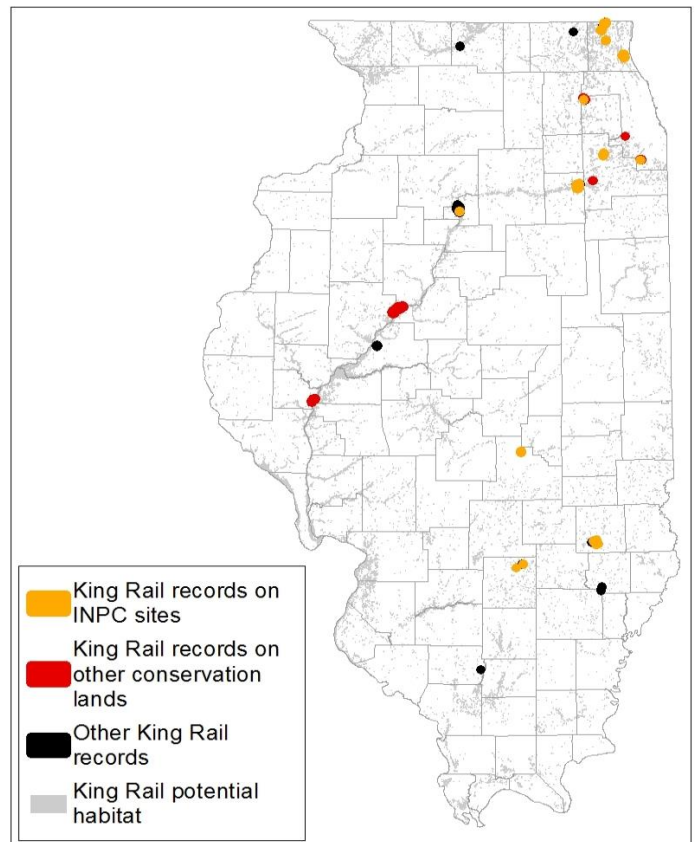 King Rail records on
INPC sites
King Rail records on
other conservation
lands
Other King Rail
records
King Rail potential
habitat